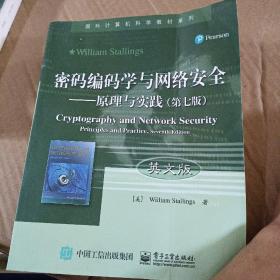 国外计算机科学教材系列
Pearson
William Stallings
密码编码学与网络安全
——原理与实践（第七版）
Cryptography and Network Security
Principles and Practice, Seventh Edition
英文版
[美] William Stallings 著
中国工信出版集团
电子工业出版社